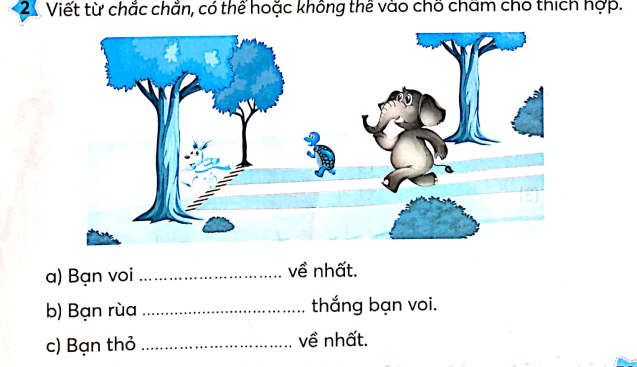 2 Viết từ chắc chắn, có thể hoặc không thể vào chỗ chấm cho thích hợp.
a) Bạn voi .............................. về nhất.
b) Bạn rùa .................................. thắng bạn voi.
c) Bạn thỏ ................................ về nhất.